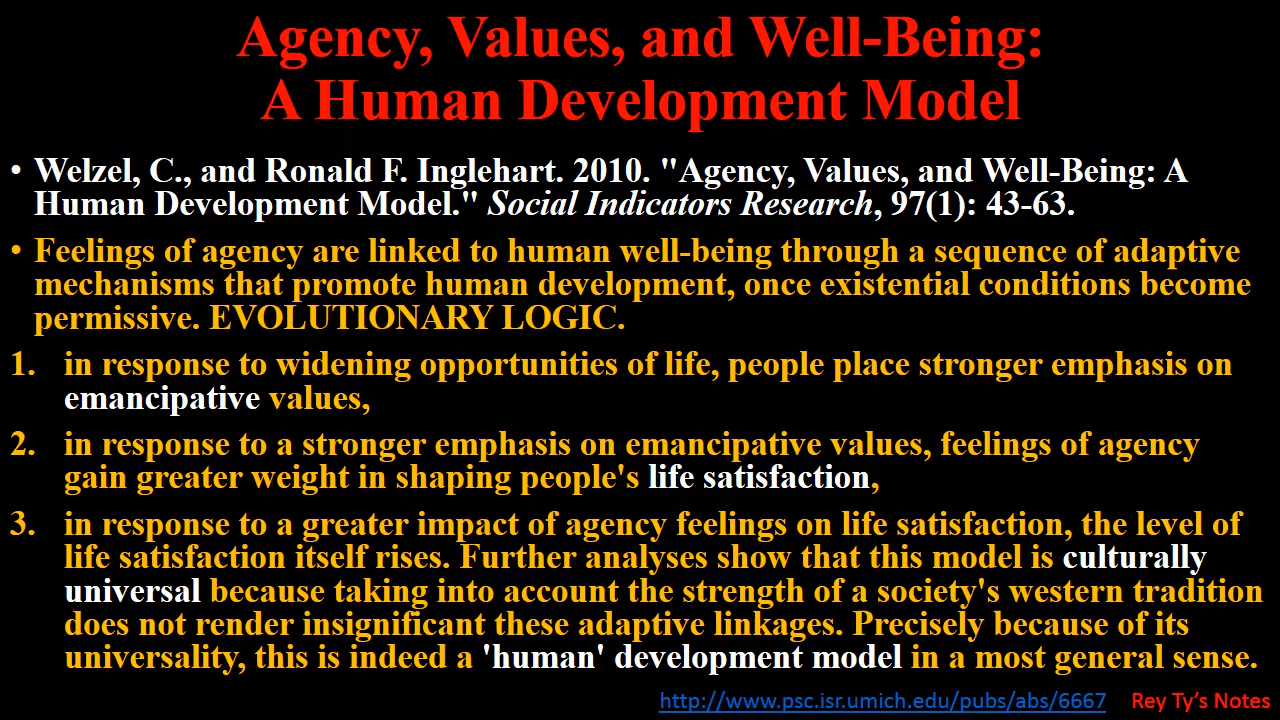 Agency, Values, and Well-Being:
A Human Development Model
• Welzel, C., and Ronald F. Inglehart. 2010. "Agency, Values, and Well-Being: A
Human Development Model." Social Indicators Research, 97(1): 43-63.
• Feelings of agency are linked to human well-being through a sequence of adaptive
mechanisms that promote human development, once existential conditions become
permissive. EVOLUTIONARY LOGIC.
1. in response to widening opportunities of life, people place stronger emphasis on
emancipative values,
2. in response to a stronger emphasis on emancipative values, feelings of agency
gain greater weight in shaping people's life satisfaction,
3. in response to a greater impact of agency feelings on life satisfaction, the level of
life satisfaction itself rises. Further analyses show that this model is culturally
universal because taking into account the strength of a society's western tradition
does not render insignificant these adaptive linkages. Precisely because of its
universality, this is indeed a 'human' development model in a most general sense.
http://www.psc.isr.umich.edu/pubs/abs/6667 Rey Ty's Notes